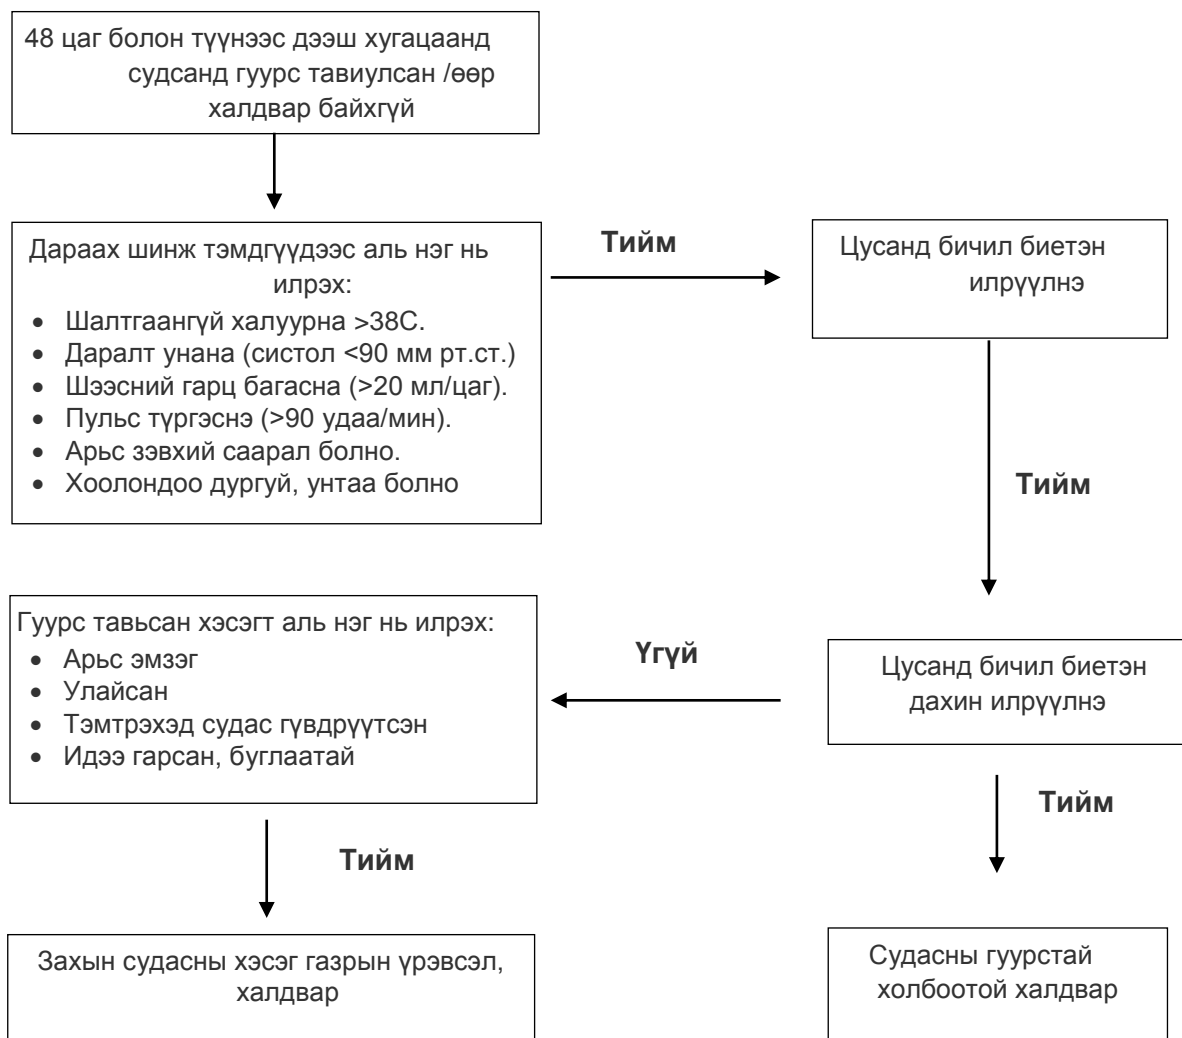 48 цаг болон түүнээс дээш хугацаанд
судсанд гуурс тавиулсан /өөр
халдвар байхгүй
Дараах шинж тэмдгүүдээс аль нэг нь
илрэх:
• Шалтгаангүй халуурна >38С.
• Даралт унана (систол <90 мм рт.ст.)
• Шээсний гарц багасна (>20 мл/цаг).
• Пульс түргэснэ (>90 удаа/мин).
• Арьс зэвхий саарал болно.
• Хоолондоо дургуй, унтаа болно
Тийм
Цусанд бичил биетэн
илрүүлнэ
Тийм
Цусанд бичил биетэн
дахин илрүүлнэ
Үгүй
Гуурс тавьсан хэсэгт аль нэг нь илрэх:
• Арьс эмзэг
• Улайсан
• Тэмтрэхэд судас гүвдрүүтсэн
• Идээ гарсан, буглаатай
Тийм
Тийм
Захын судасны хэсэг газрын үрэвсэл,
халдвар
Судасны гуурстай
холбоотой халдвар